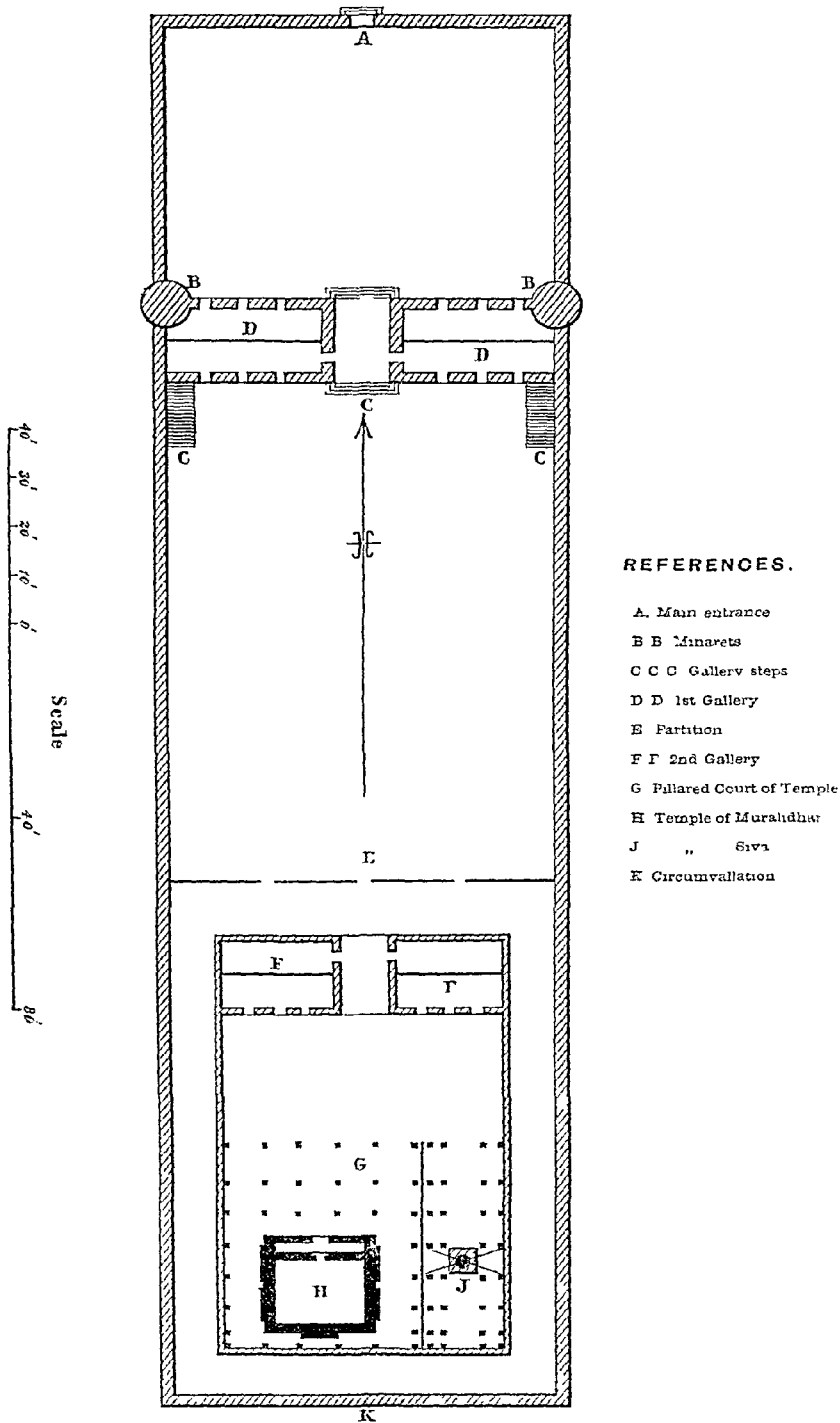 A
B B
D
D
C
C C
40'
30'
20'
10'
0'
Scale
40'
80'
E
F
F
G
H
J
K
REFERENCES.
A. Main entrance
B B Minarets
C C C Gallery steps
D D 1st Gallery
E Partition
F F 2nd Gallery
G Pillared Court of Temple
H Temple of Muralidhar
J „ Siva
K Circumvallation